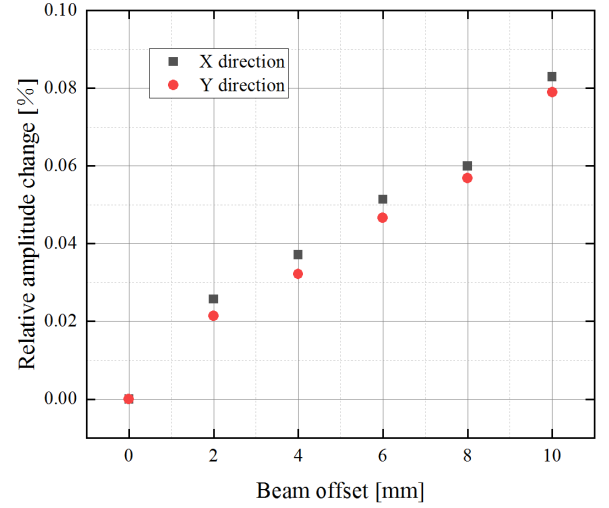 0.10
0.08
0.06
0.04
0.02
0.00
Relative amplitude change [%]
X direction
Y direction
0 2 4 6 8 10
Beam offset [mm]